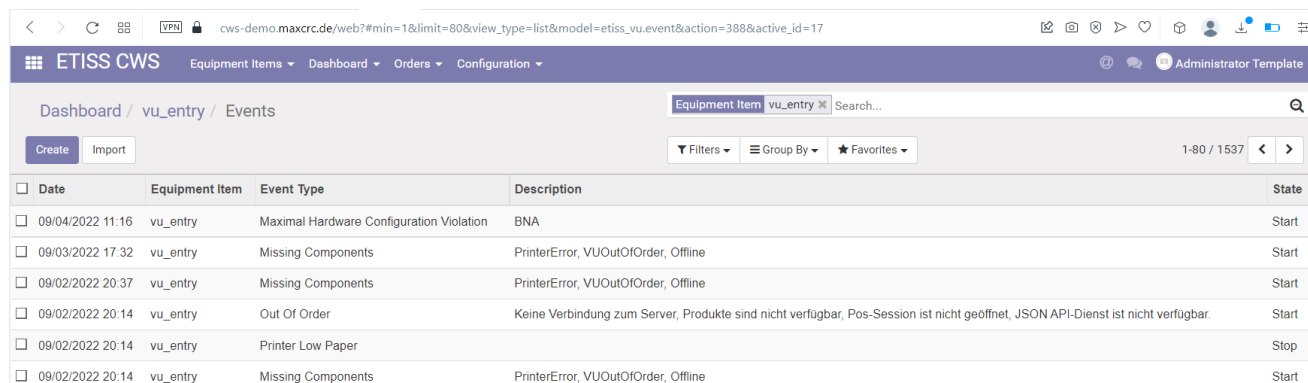 VPN cws-demo.maxcrc.de/web?#min=1&limit=80&view_type=list&model=etiss_vu.event&action=388&active_id=17
ETISS CWS Equipment Items Dashboard Orders Configuration @ Administrator Template
Dashboard / vu_entry / Events Equipment Item vu_entry Search...
Create Import Filters Group By Favorites 1-80 / 1537
Date Equipment Item Event Type Description State
09/04/2022 11:16 vu_entry Maximal Hardware Configuration Violation BNA Start
09/03/2022 17:32 vu_entry Missing Components PrinterError, VUOutOfOrder, Offline Start
09/02/2022 20:37 vu_entry Missing Components PrinterError, VUOutOfOrder, Offline Start
09/02/2022 20:14 vu_entry Out Of Order Keine Verbindung zum Server, Produkte sind nicht verfügbar, Pos-Session ist nicht geöffnet, JSON API-Dienst ist nicht verfügbar. Start
09/02/2022 20:14 vu_entry Printer Low Paper Stop
09/02/2022 20:14 vu_entry Missing Components PrinterError, VUOutOfOrder, Offline Start